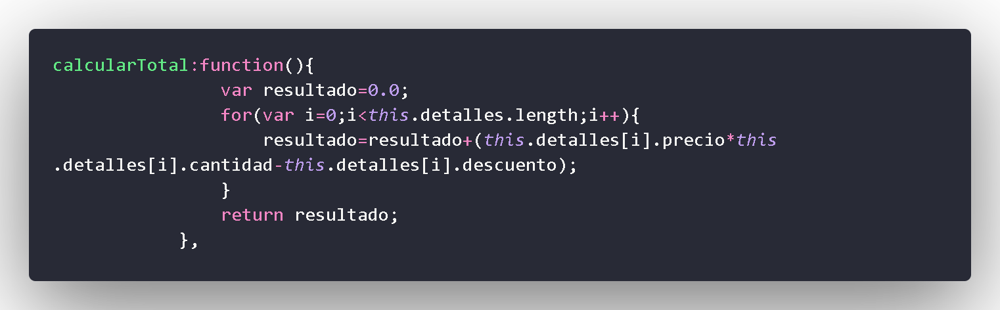 calcularTotal:function(){
                var resultado=0.0;
                for(var i=0;i<this.detalles.length;i++){
                    resultado=resultado+(this.detalles[i].precio*this
.detalles[i].cantidad-this.detalles[i].descuento);
                }
                return resultado;
            },